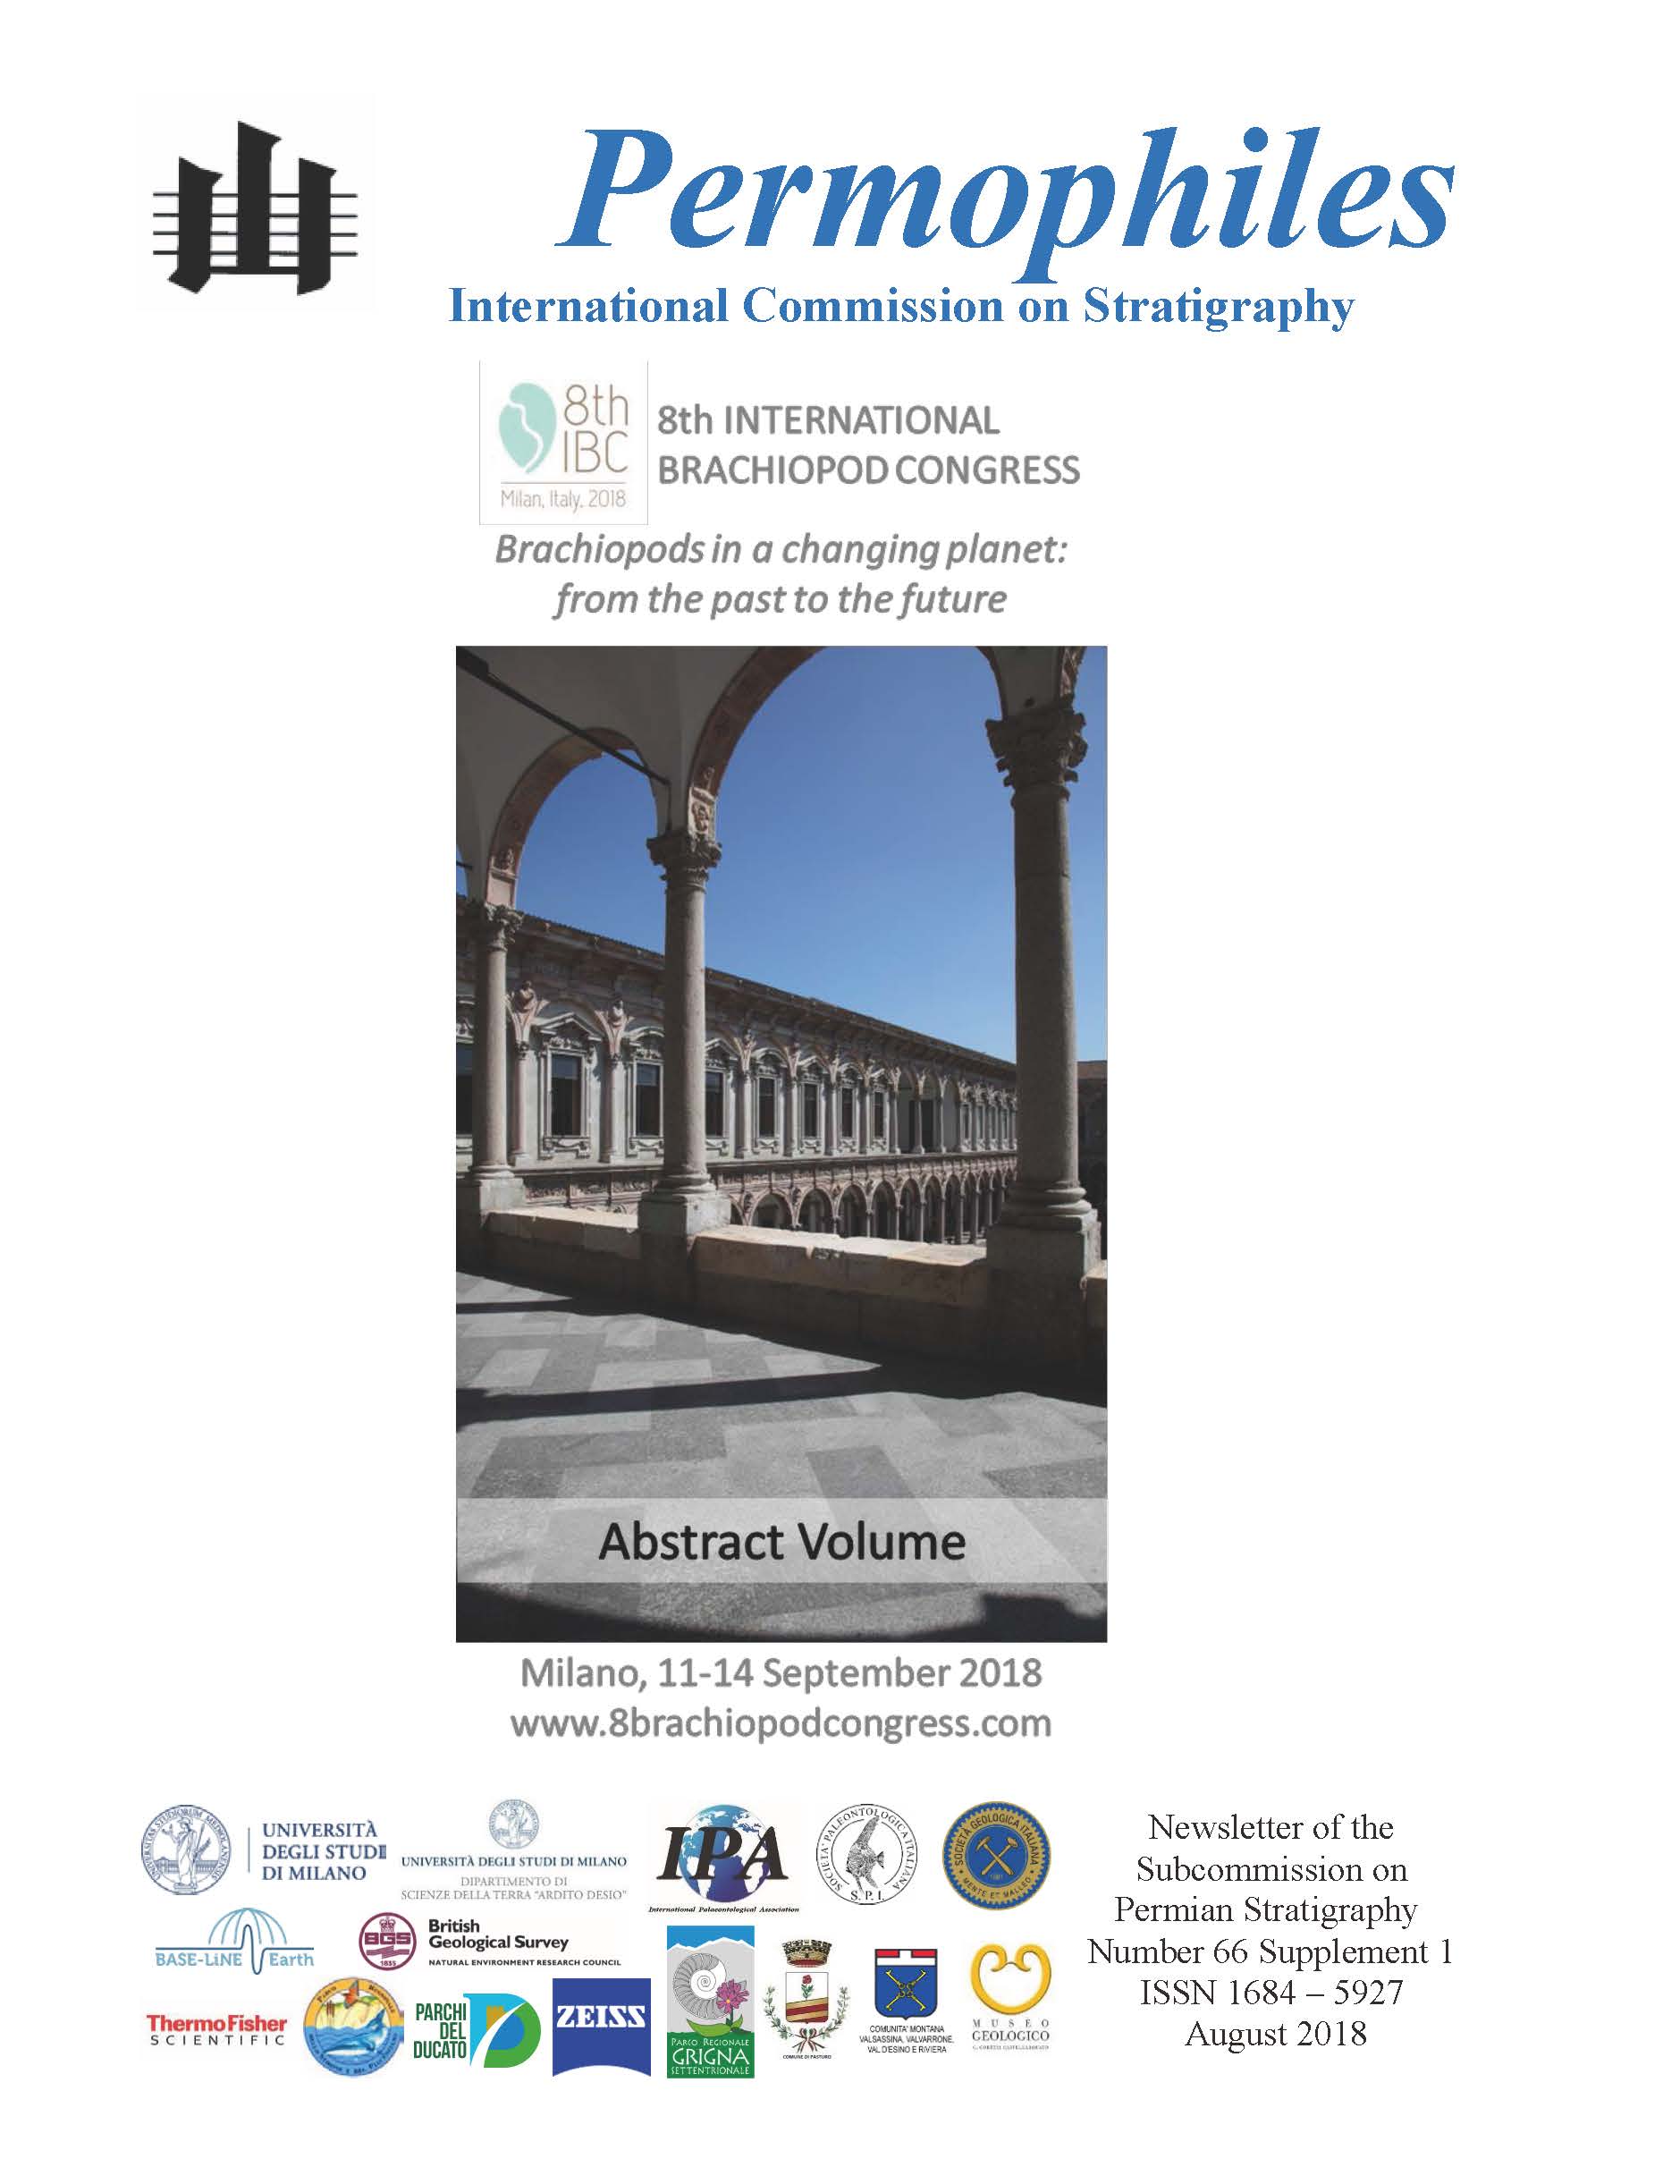 Permophiles
International Commission on Stratigraphy
8th
IBC
Milan, Italy, 2018
8th INTERNATIONAL
BRACHIOPOD CONGRESS
Brachiopods in a changing planet:
from the past to the future
Abstract Volume
Milano, 11-14 September 2018
www.8brachiopodcongress.com
UNIVERSITÀ
DEGLI STUDI
DI MILANO
UNIVERSITÀ DEGLI STUDI DI MILANO
DIPARTIMENTO DI
SCIENZE DELLA TERRA "ARDITO DESIO"
IPA
International Palaeontological Association
SOCIETA' PALEONTOLOGICA ITALIANA
S. P. I.
SOCIETÀ GEOLOGICA ITALIANA
MENTE ET MALLEO
1881
BASE-LiNE Earth
BGS
1835
British
Geological Survey
NATURAL ENVIRONMENT RESEARCH COUNCIL
ThermoFisher
SCIENTIFIC
PARCHI
DEL
DUCATO
ZEISS
PARCO REGIONALE
GRIGNA
SETTENTRIONALE
COMUNE DI PASTURO
COMUNITA' MONTANA
VALSASSINA, VALVARRONE,
VAL D'ESINO E RIVIERA
MUSEO
GEOLOGICO
Newsletter of the
Subcommission on
Permian Stratigraphy
Number 66 Supplement 1
ISSN 1684 – 5927
August 2018